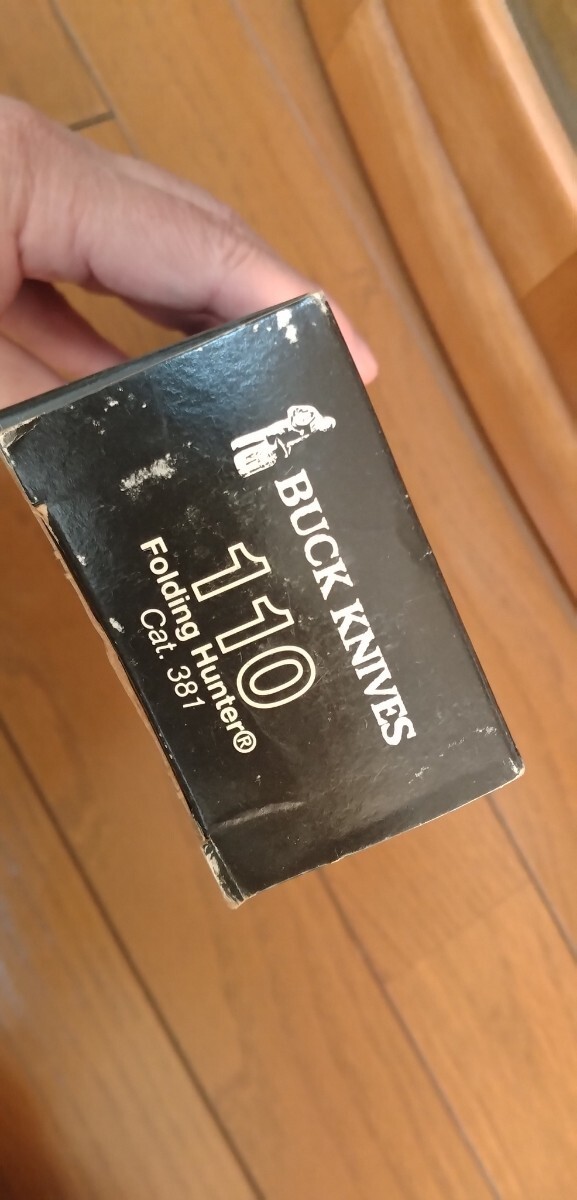 BUCK KNIVES
110
Folding Hunter®
Cat. 381